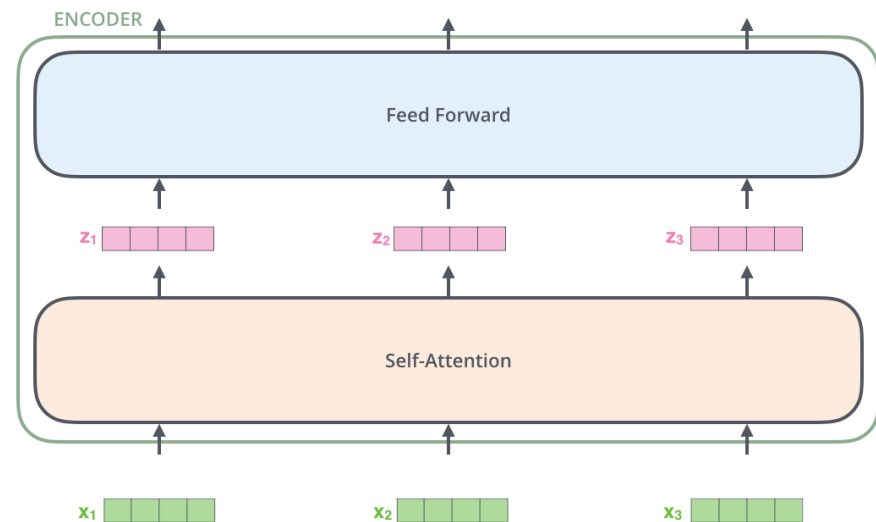 ENCODER
Feed Forward
z₁ z₂ z₃
Self-Attention
x₁ x₂ x₃